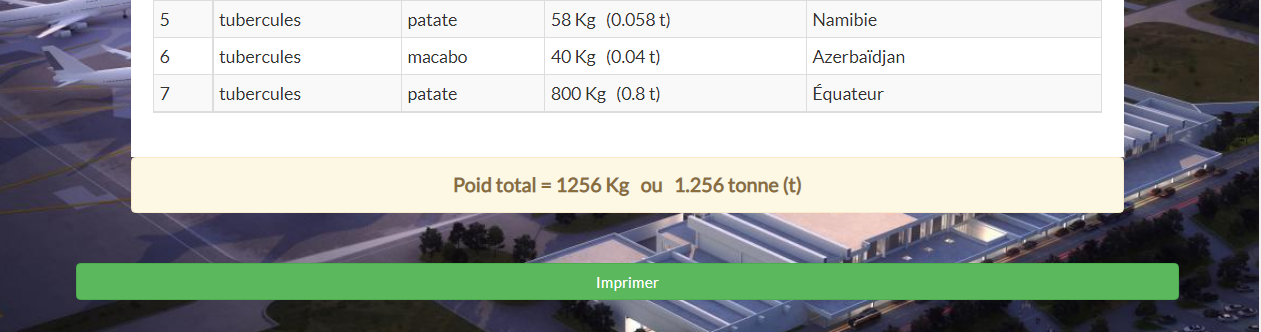 5 tubercules patate 58 Kg (0.058 t) Namibie
6 tubercules macabo 40 Kg (0.04 t) Azerbaïdjan
7 tubercules patate 800 Kg (0.8 t) Équateur
Poid total = 1256 Kg ou 1.256 tonne (t)
Imprimer